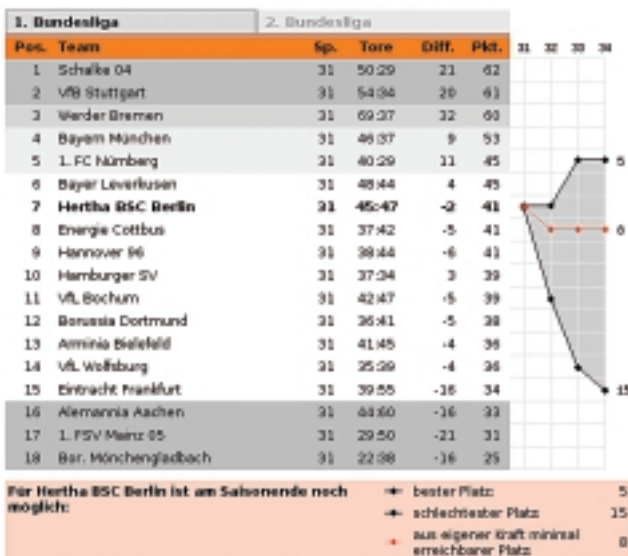 1. Bundesliga 2. Bundesliga
Pos. Team Sp. Tore Diff. Pkt. 31 32 33 34
1 Schalke 04 31 50:29 21 62
2 VfB Stuttgart 31 54:34 20 61
3 Werder Bremen 31 69:37 32 60
4 Bayern München 31 46:37 9 53
5 1. FC Nürnberg 31 40:29 11 45 5
6 Bayer Leverkusen 31 48:44 4 45
7 Hertha BSC Berlin 31 45:47 -2 41
8 Energie Cottbus 31 37:42 -5 41 8
9 Hannover 96 31 38:44 -6 41
10 Hamburger SV 31 37:34 3 39
11 VfL Bochum 31 42:47 -5 39
12 Borussia Dortmund 31 36:41 -5 38
13 Arminia Bielefeld 31 41:45 -4 36
14 VfL Wolfsburg 31 35:39 -4 36
15 Eintracht Frankfurt 31 39:55 -16 34 15
16 Alemannia Aachen 31 44:60 -16 33
17 1. FSV Mainz 05 31 29:50 -21 31
18 Bor. Mönchengladbach 31 22:38 -16 25
Für Hertha BSC Berlin ist am Saisonende noch möglich:
bester Platz: 5
schlechtester Platz 15
aus eigener Kraft minimal erreichbarer Platz 8